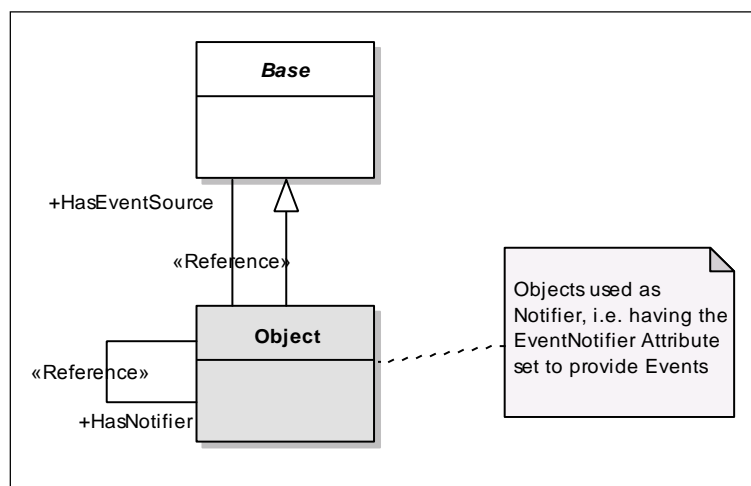 Base
+HasEventSource
«Reference»
Object
«Reference»
+HasNotifier
Objects used as
Notifier, i.e. having the
EventNotifier Attribute
set to provide Events